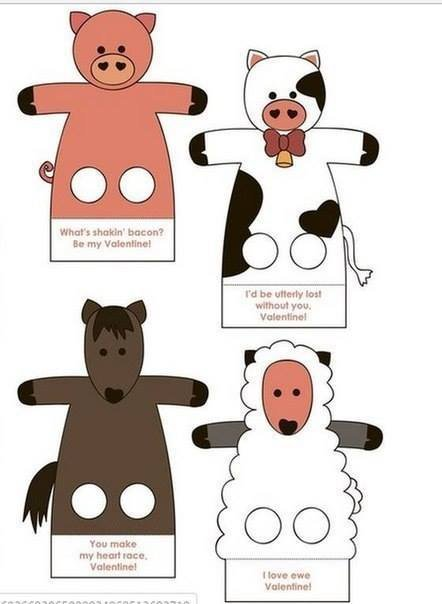 What's shakin' bacon?
Be my Valentine!
I'd be utterly lost
without you,
Valentine!
You make
my heart race,
Valentine!
I love ewe
Valentine!